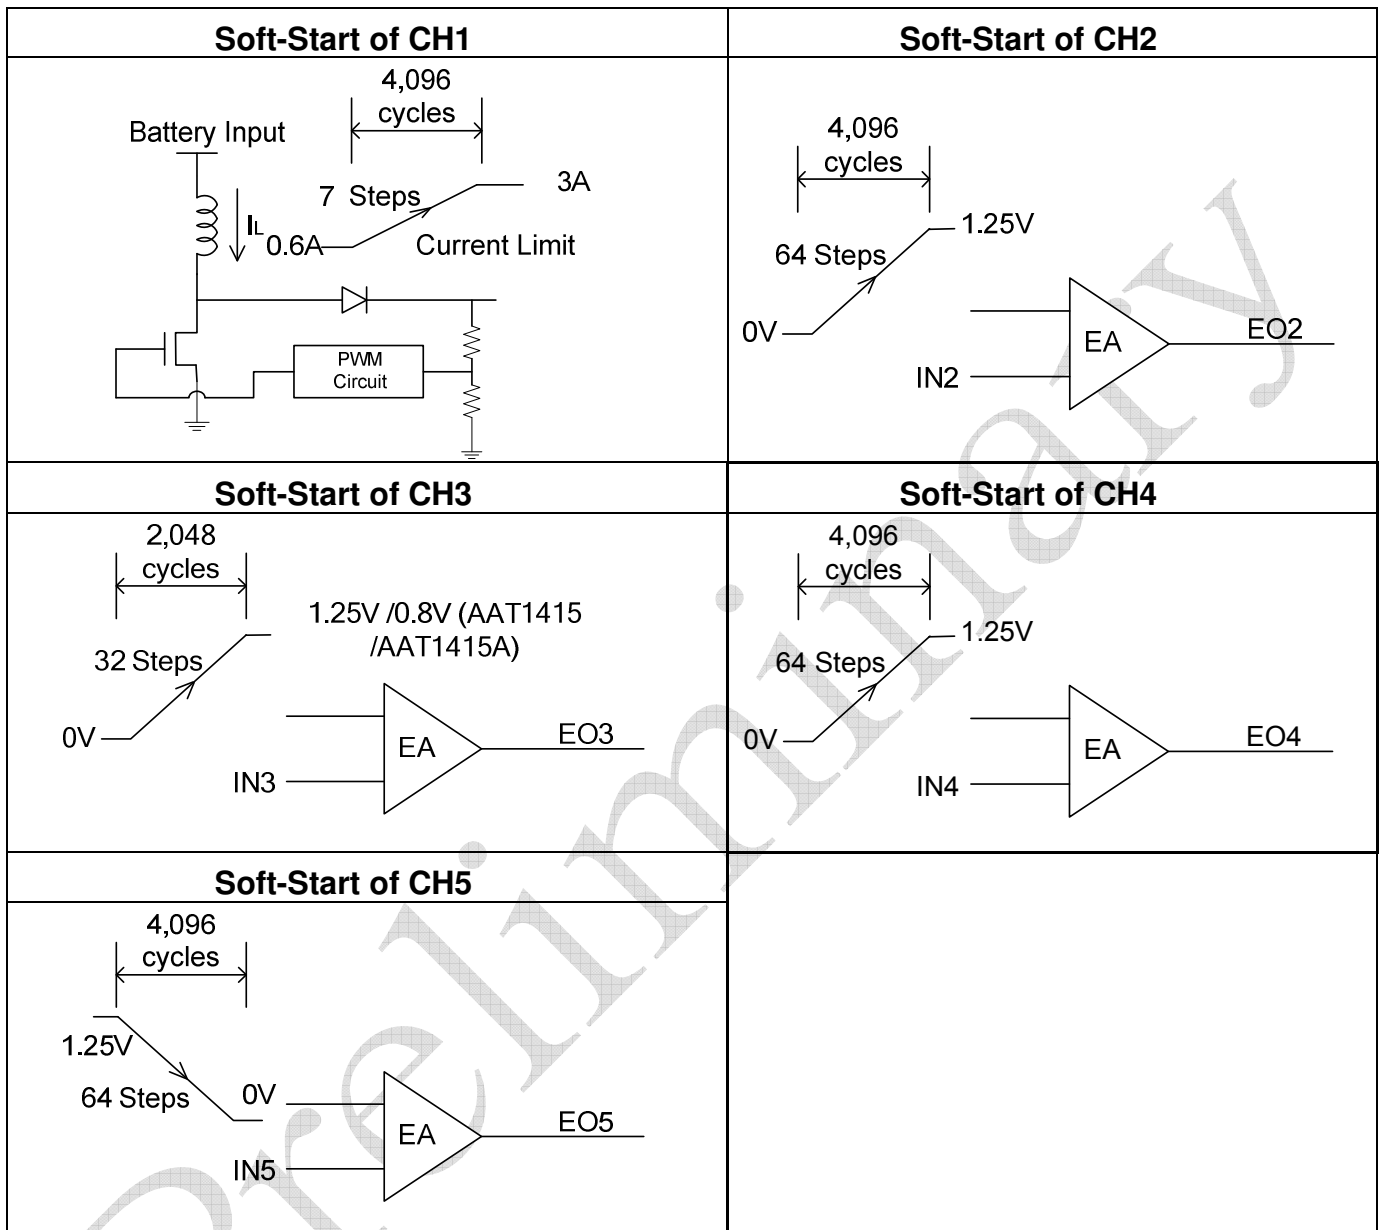 Soft-Start of CH1
4,096
cycles
Battery Input
7 Steps
3A
IL
0.6A
Current Limit
PWM
Circuit
Soft-Start of CH2
4,096
cycles
1.25V
64 Steps
0V
EA
EO2
IN2
Soft-Start of CH3
2,048
cycles
1.25V /0.8V (AAT1415
/AAT1415A)
32 Steps
0V
EA
EO3
IN3
Soft-Start of CH4
4,096
cycles
1.25V
64 Steps
0V
EA
EO4
IN4
Soft-Start of CH5
4,096
cycles
1.25V
64 Steps
0V
EA
EO5
IN5
Preliminary